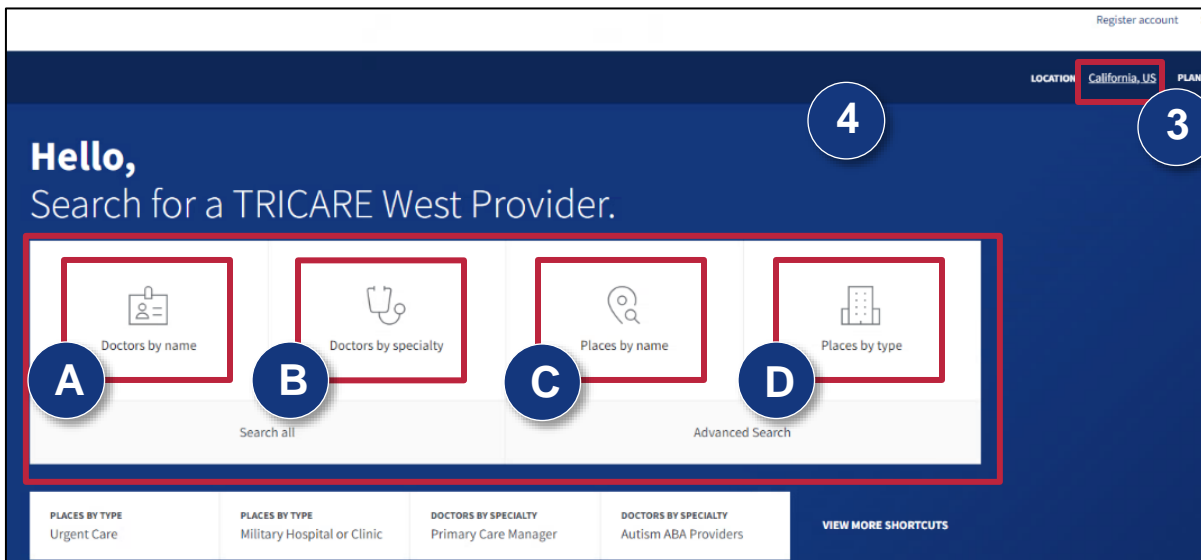 Register account
LOCATION California, US PLAN
4
3
Hello,
Search for a TRICARE West Provider.
Doctors by name
Doctors by specialty
Places by name
Places by type
A
B
C
D
Search all
Advanced Search
PLACES BY TYPE
Urgent Care
PLACES BY TYPE
Military Hospital or Clinic
DOCTORS BY SPECIALTY
Primary Care Manager
DOCTORS BY SPECIALTY
Autism ABA Providers
VIEW MORE SHORTCUTS